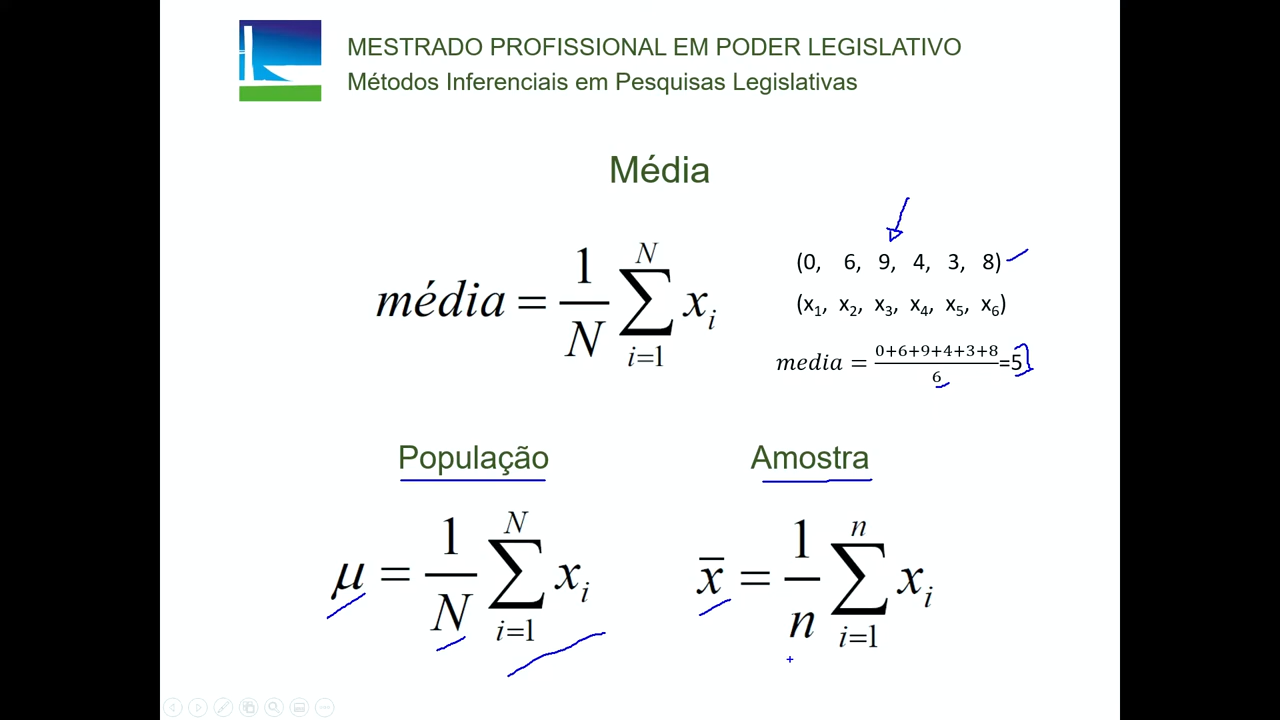 MESTRADO PROFISSIONAL EM PODER LEGISLATIVO
Métodos Inferenciais em Pesquisas Legislativas
Média
média = 1/N ∑_{i=1}^{N} x_i
(0, 6, 9, 4, 3, 8)
(x₁, x₂, x₃, x₄, x₅, x₆)
media = (0+6+9+4+3+8)/6 =5
População
Amostra
μ = 1/N ∑_{i=1}^{N} x_i
x̄ = 1/n ∑_{i=1}^{n} x_i